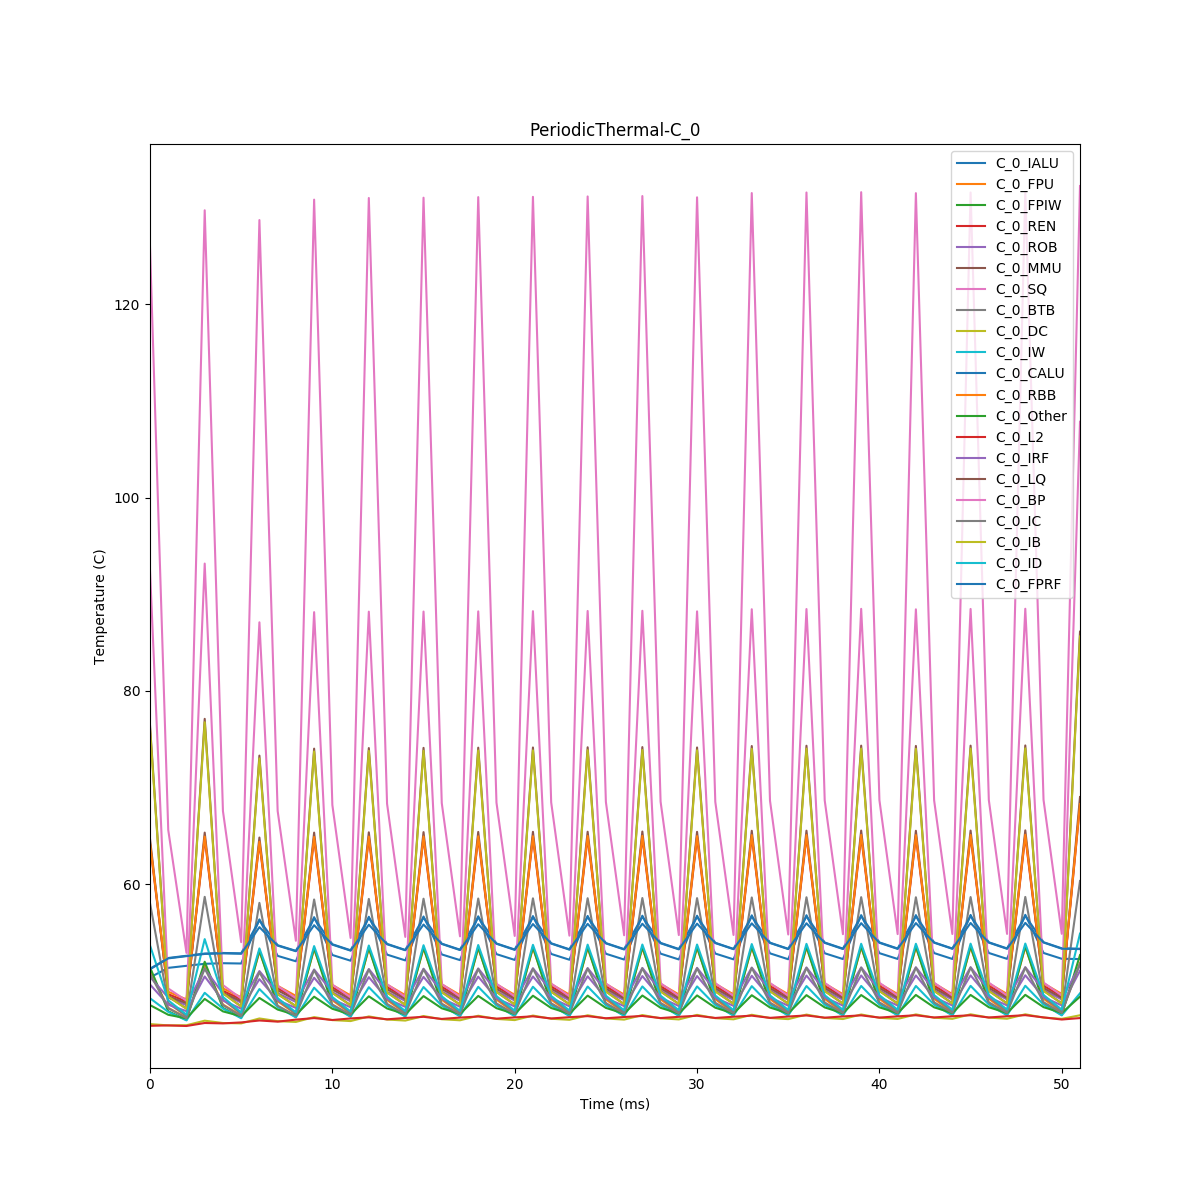 PeriodicThermal-C_0
C_0_IALU
C_0_FPU
C_0_FPIW
C_0_REN
C_0_ROB
C_0_MMU
C_0_SQ
C_0_BTB
C_0_DC
C_0_IW
C_0_CALU
C_0_RBB
C_0_Other
C_0_L2
C_0_IRF
C_0_LQ
C_0_BP
C_0_IC
C_0_IB
C_0_ID
C_0_FPRF
Temperature (C)
120
100
80
60
0 10 20 30 40 50
Time (ms)